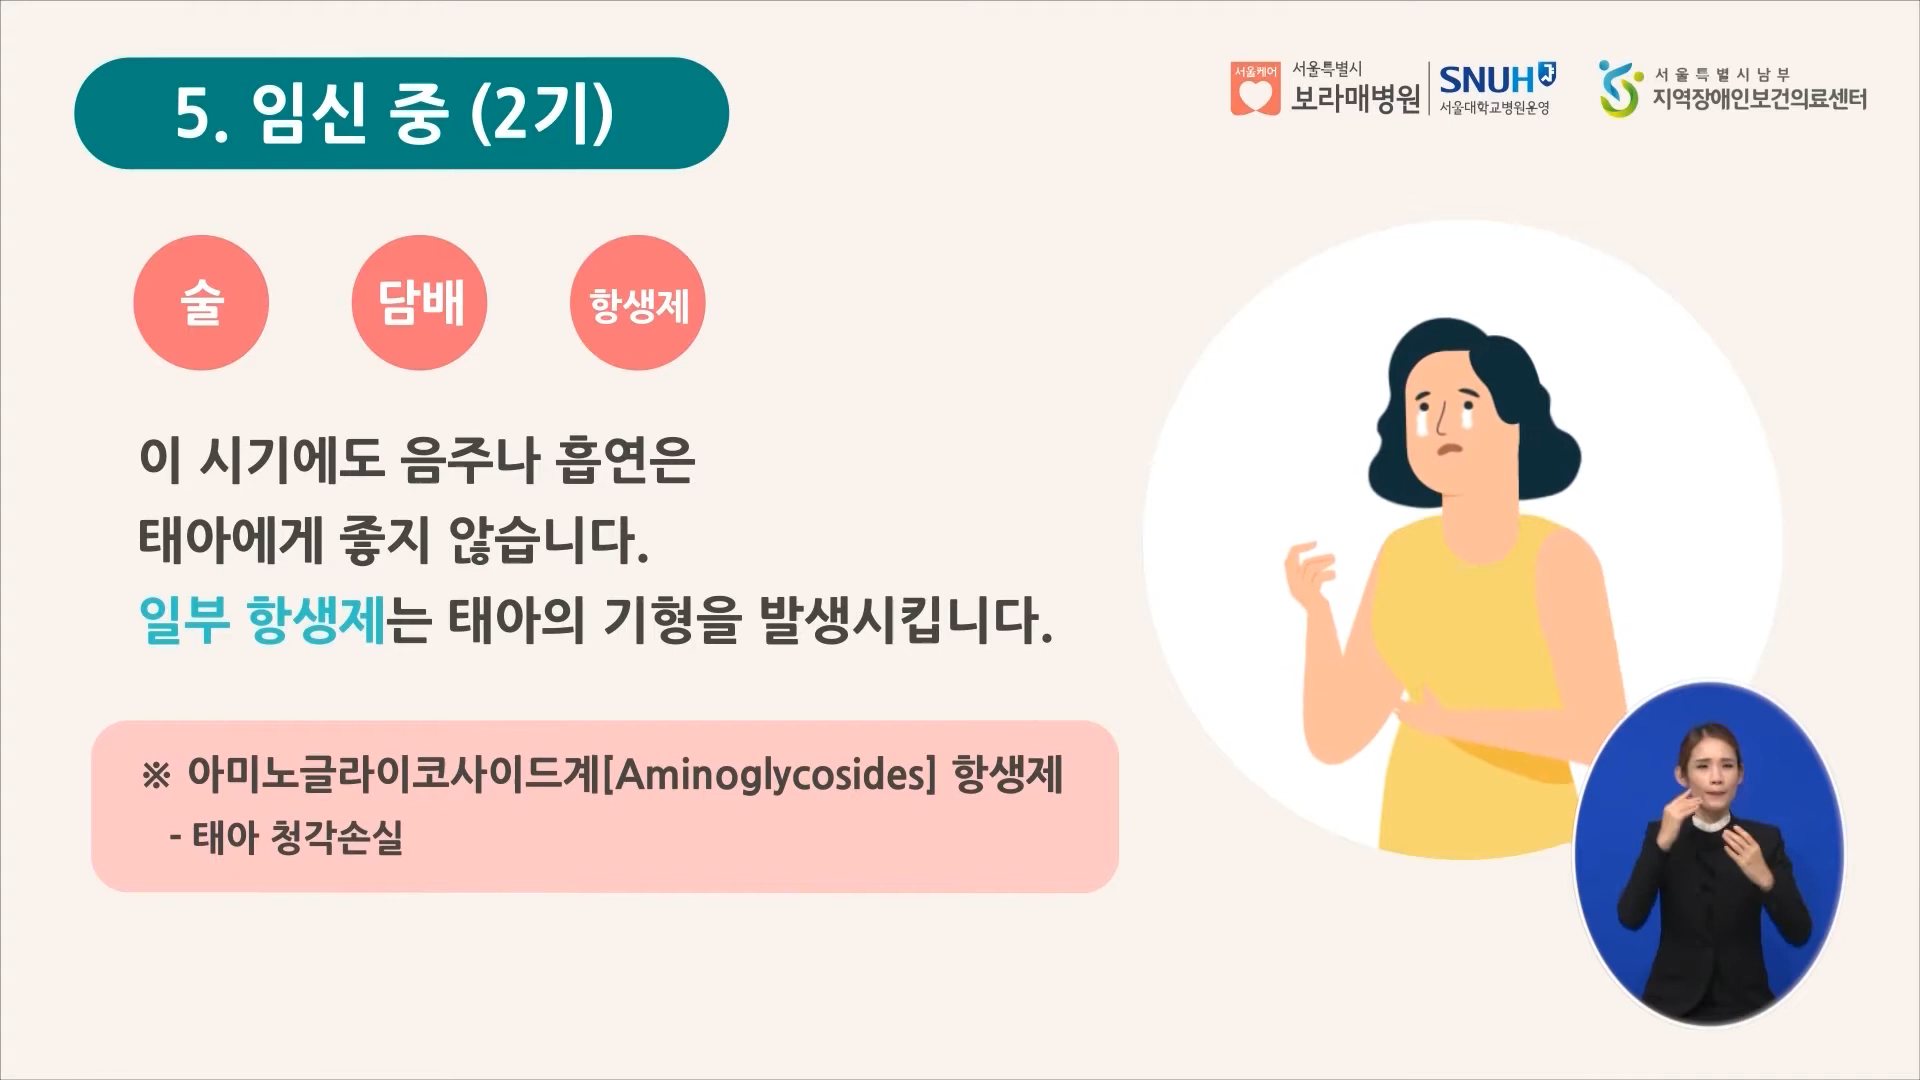 5. 임신 중 (2기)
서울케어
서울특별시
보라매병원
SNUH
서울대학교병원운영
서울특별시남부
지역장애인보건의료센터
술
담배
항생제
이 시기에도 음주나 흡연은
태아에게 좋지 않습니다.
일부 항생제는 태아의 기형을 발생시킵니다.
※ 아미노글라이코사이드계[Aminoglycosides] 항생제
- 태아 청각손실